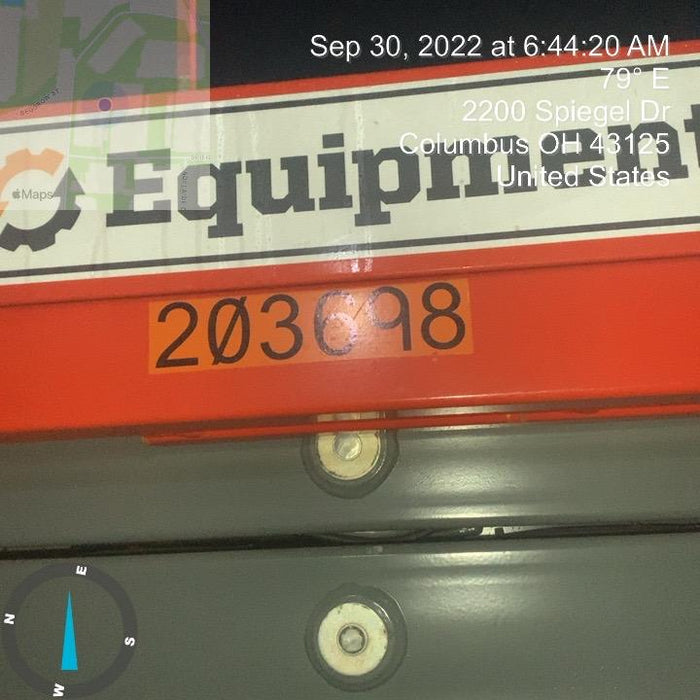 Sep 30, 2022 at 6:44:20 AM
79° E
2200 Spiegel Dr
Columbus OH 43125
United States
Maps
Equipment
203698
N
E
S
W